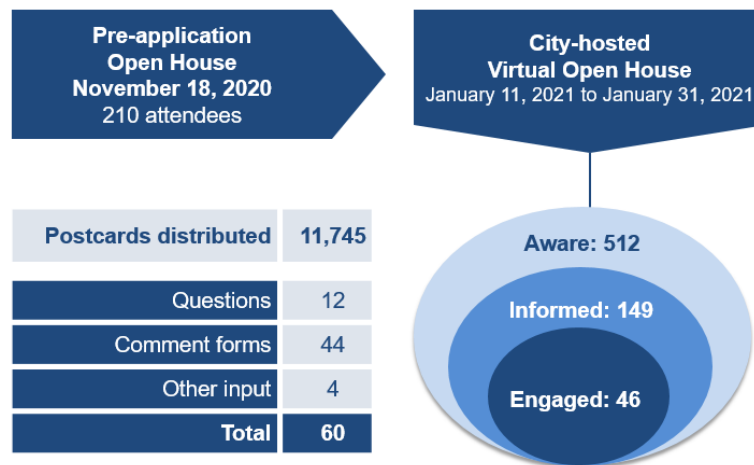 Pre-application
Open House
November 18, 2020
210 attendees
City-hosted
Virtual Open House
January 11, 2021 to January 31, 2021
Postcards distributed 11,745
Questions 12
Comment forms 44
Other input 4
Total 60
Aware: 512
Informed: 149
Engaged: 46